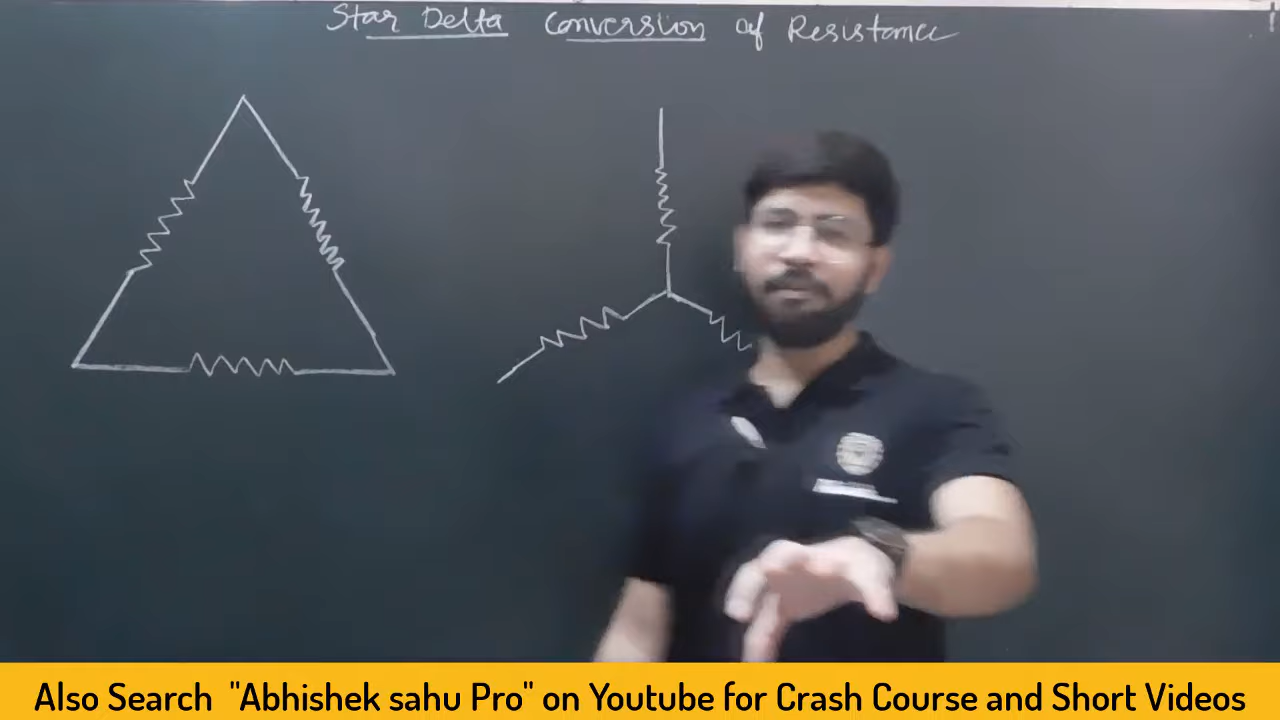 Star Delta Conversion of Resistance
Also Search "Abhishek sahu Pro" on Youtube for Crash Course and Short Videos